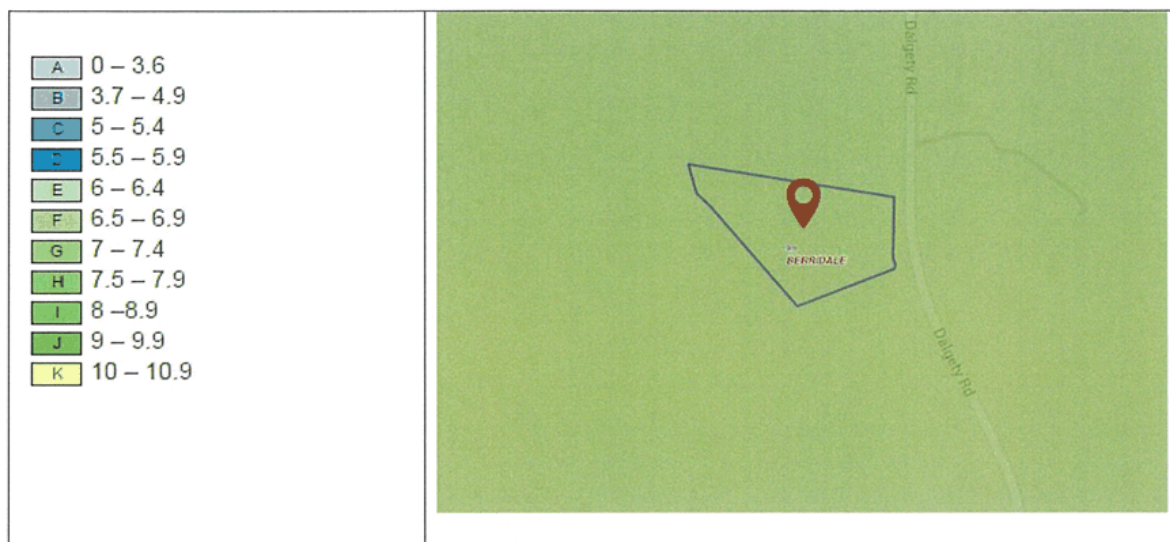 A 0 – 3.6
B 3.7 – 4.9
C 5 – 5.4
D 5.5 – 5.9
E 6 – 6.4
F 6.5 – 6.9
G 7 – 7.4
H 7.5 – 7.9
I 8 –8.9
J 9 – 9.9
K 10 – 10.9
Dalgety Rd
BERRIDALE
Dalgety Rd